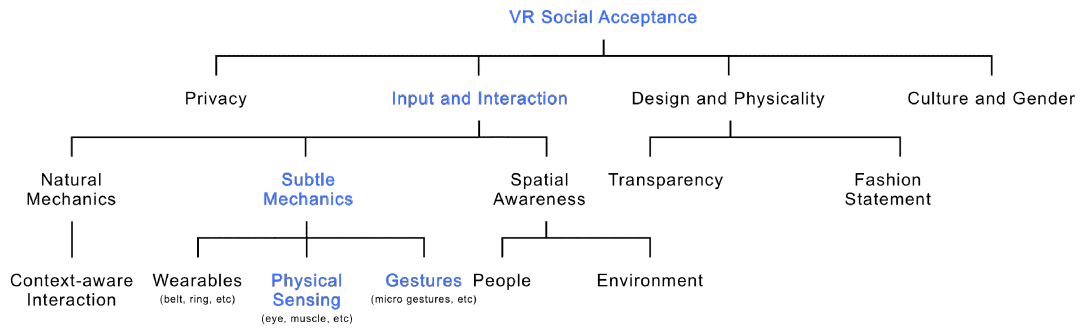 VR Social Acceptance
Privacy
Input and Interaction
Design and Physicality
Culture and Gender
Natural
Mechanics
Subtle
Mechanics
Spatial
Awareness
Transparency
Fashion
Statement
Context-aware
Interaction
Wearables
(belt, ring, etc)
Physical
Sensing
(eye, muscle, etc)
Gestures
(micro gestures, etc)
People
Environment